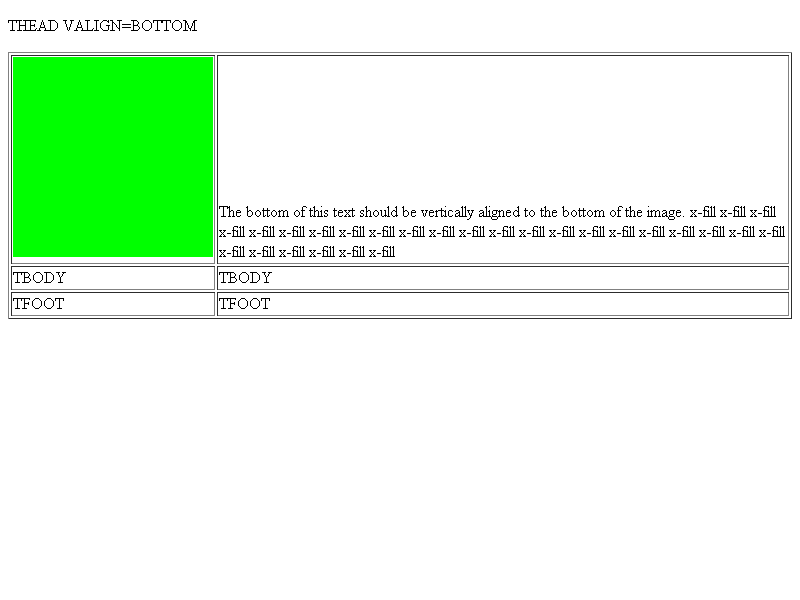 THEAD VALIGN=BOTTOM
The bottom of this text should be vertically aligned to the bottom of the image. x-fill x-fill x-fill
x-fill x-fill x-fill x-fill x-fill x-fill x-fill x-fill x-fill x-fill x-fill x-fill x-fill x-fill x-fill x-fill x-fill x-fill x-fill
x-fill x-fill x-fill x-fill x-fill x-fill
TBODY TBODY
TFOOT TFOOT